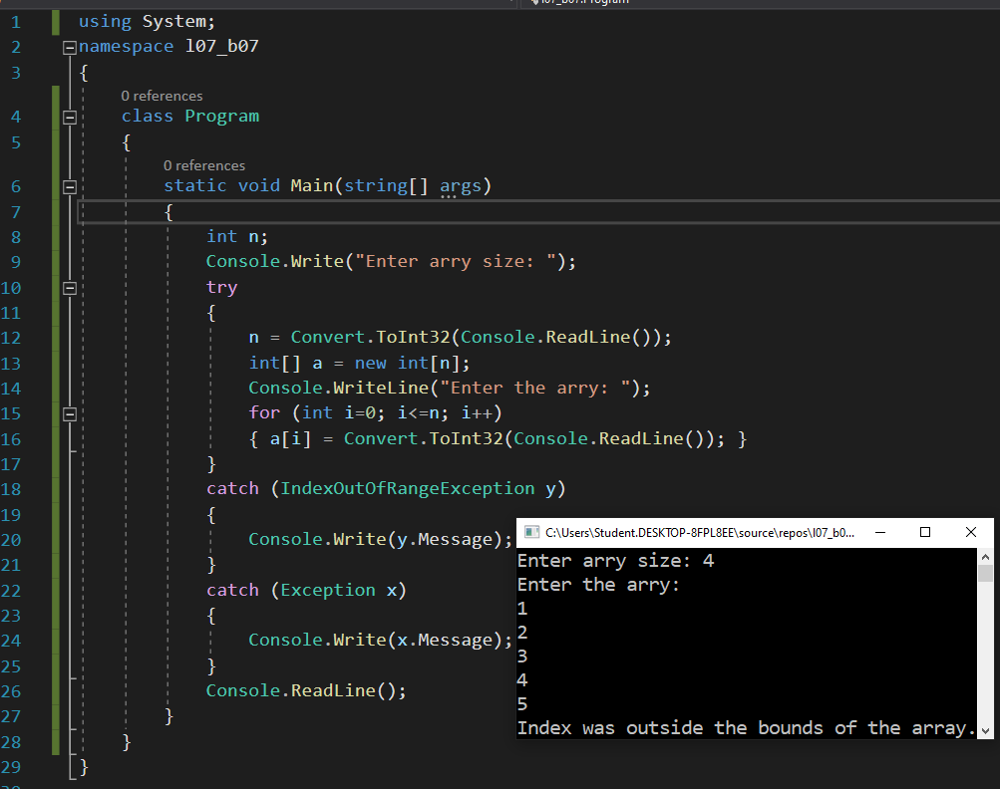 l07_b07.Program
1 using System;
2 namespace l07_b07
3 {
0 references
4 class Program
5 {
0 references
6 static void Main(string[] args)
7 {
8 int n;
9 Console.Write("Enter arry size: ");
10 try
11 {
12 n = Convert.ToInt32(Console.ReadLine());
13 int[] a = new int[n];
14 Console.WriteLine("Enter the arry: ");
15 for (int i=0; i<=n; i++)
16 { a[i] = Convert.ToInt32(Console.ReadLine()); }
17 }
18 catch (IndexOutOfRangeException y)
19 {
20 Console.Write(y.Message);
21 }
22 catch (Exception x)
23 {
24 Console.Write(x.Message);
25 }
26 Console.ReadLine();
27 }
28 }
29 }
C:\Users\Student.DESKTOP-8FPL8EE\source\repos\l07_b0...
Enter arry size: 4
Enter the arry:
1
2
3
4
5
Index was outside the bounds of the array.